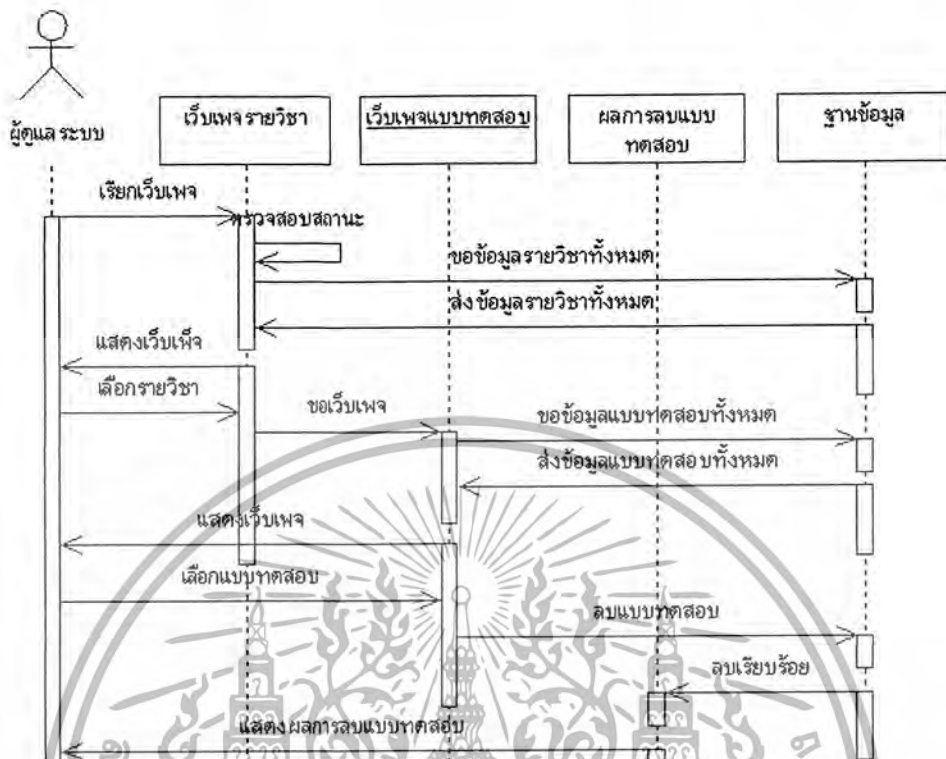 ผู้ดูแลระบบ
เว็บเพจรายวิชา
เว็บเพจแบบทดสอบ
ผลการลบแบบ
ทดสอบ
ฐานข้อมูล
เรียกเว็บเพจ
ตรวจสอบสถานะ
ขอข้อมูลรายวิชาทั้งหมด
ส่งข้อมูลรายวิชาทั้งหมด
แสดงเว็บเพ็จ
เลือกรายวิชา
ขอเว็บเพจ
ขอข้อมูลแบบทดสอบทั้งหมด
ส่งข้อมูลแบบทดสอบทั้งหมด
แสดงเว็บเพจ
เลือกแบบทดสอบ
ลบแบบทดสอบ
ลบเรียบร้อย
แสดงผลการลบแบบทดสอบ